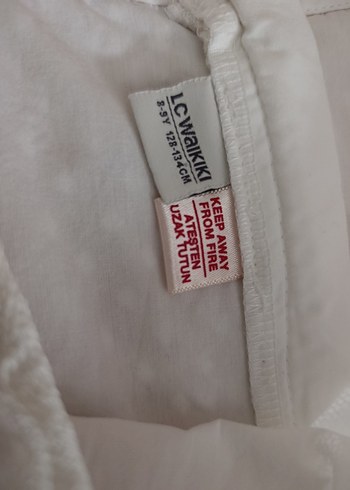 LC WAIKIKI
8-9Y 128-134CM
KEEP AWAY
FROM FIRE
ATEŞTEN
UZAK TUTUN